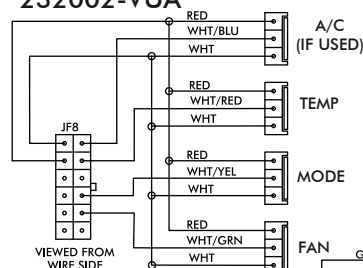 232002-VUA
RED
WHT/BLU
WHT
A/C
(IF USED)
RED
WHT/RED
WHT
TEMP
JF8
RED
WHT/YEL
WHT
MODE
RED
WHT/GRN
WHT
FAN
G
VIEWED FROM
WIRE SIDE